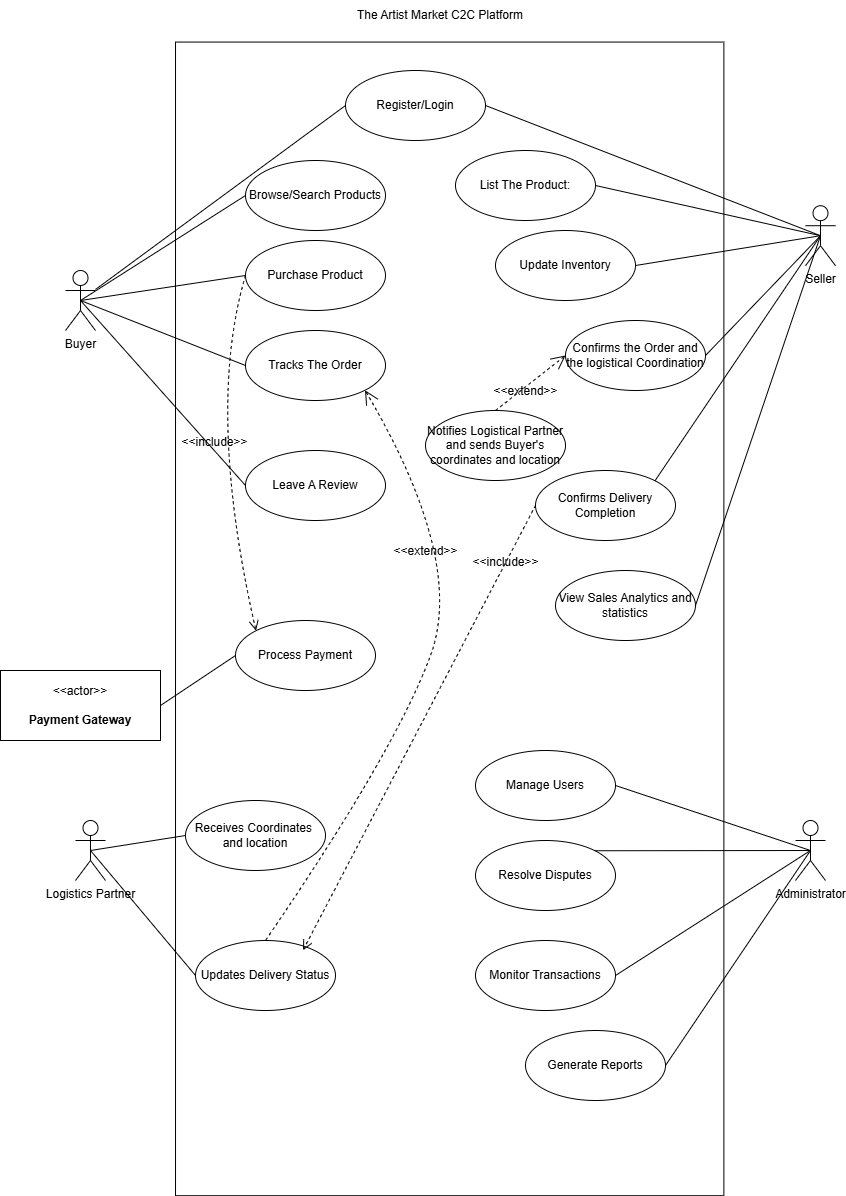 The Artist Market C2C Platform
Register/Login
Browse/Search Products
List The Product:
Purchase Product
Update Inventory
Seller
Buyer
Tracks The Order
Confirms the Order and
the logistical Coordination
<<extend>>
Notifies Logistical Partner
and sends Buyer's
coordinates and location
<<include>>
Leave A Review
Confirms Delivery
Completion
<<extend>>
<<include>>
View Sales Analytics and
statistics
Process Payment
<<actor>>
Payment Gateway
Manage Users
Receives Coordinates
and location
Logistics Partner
Resolve Disputes
Administrator
Updates Delivery Status
Monitor Transactions
Generate Reports